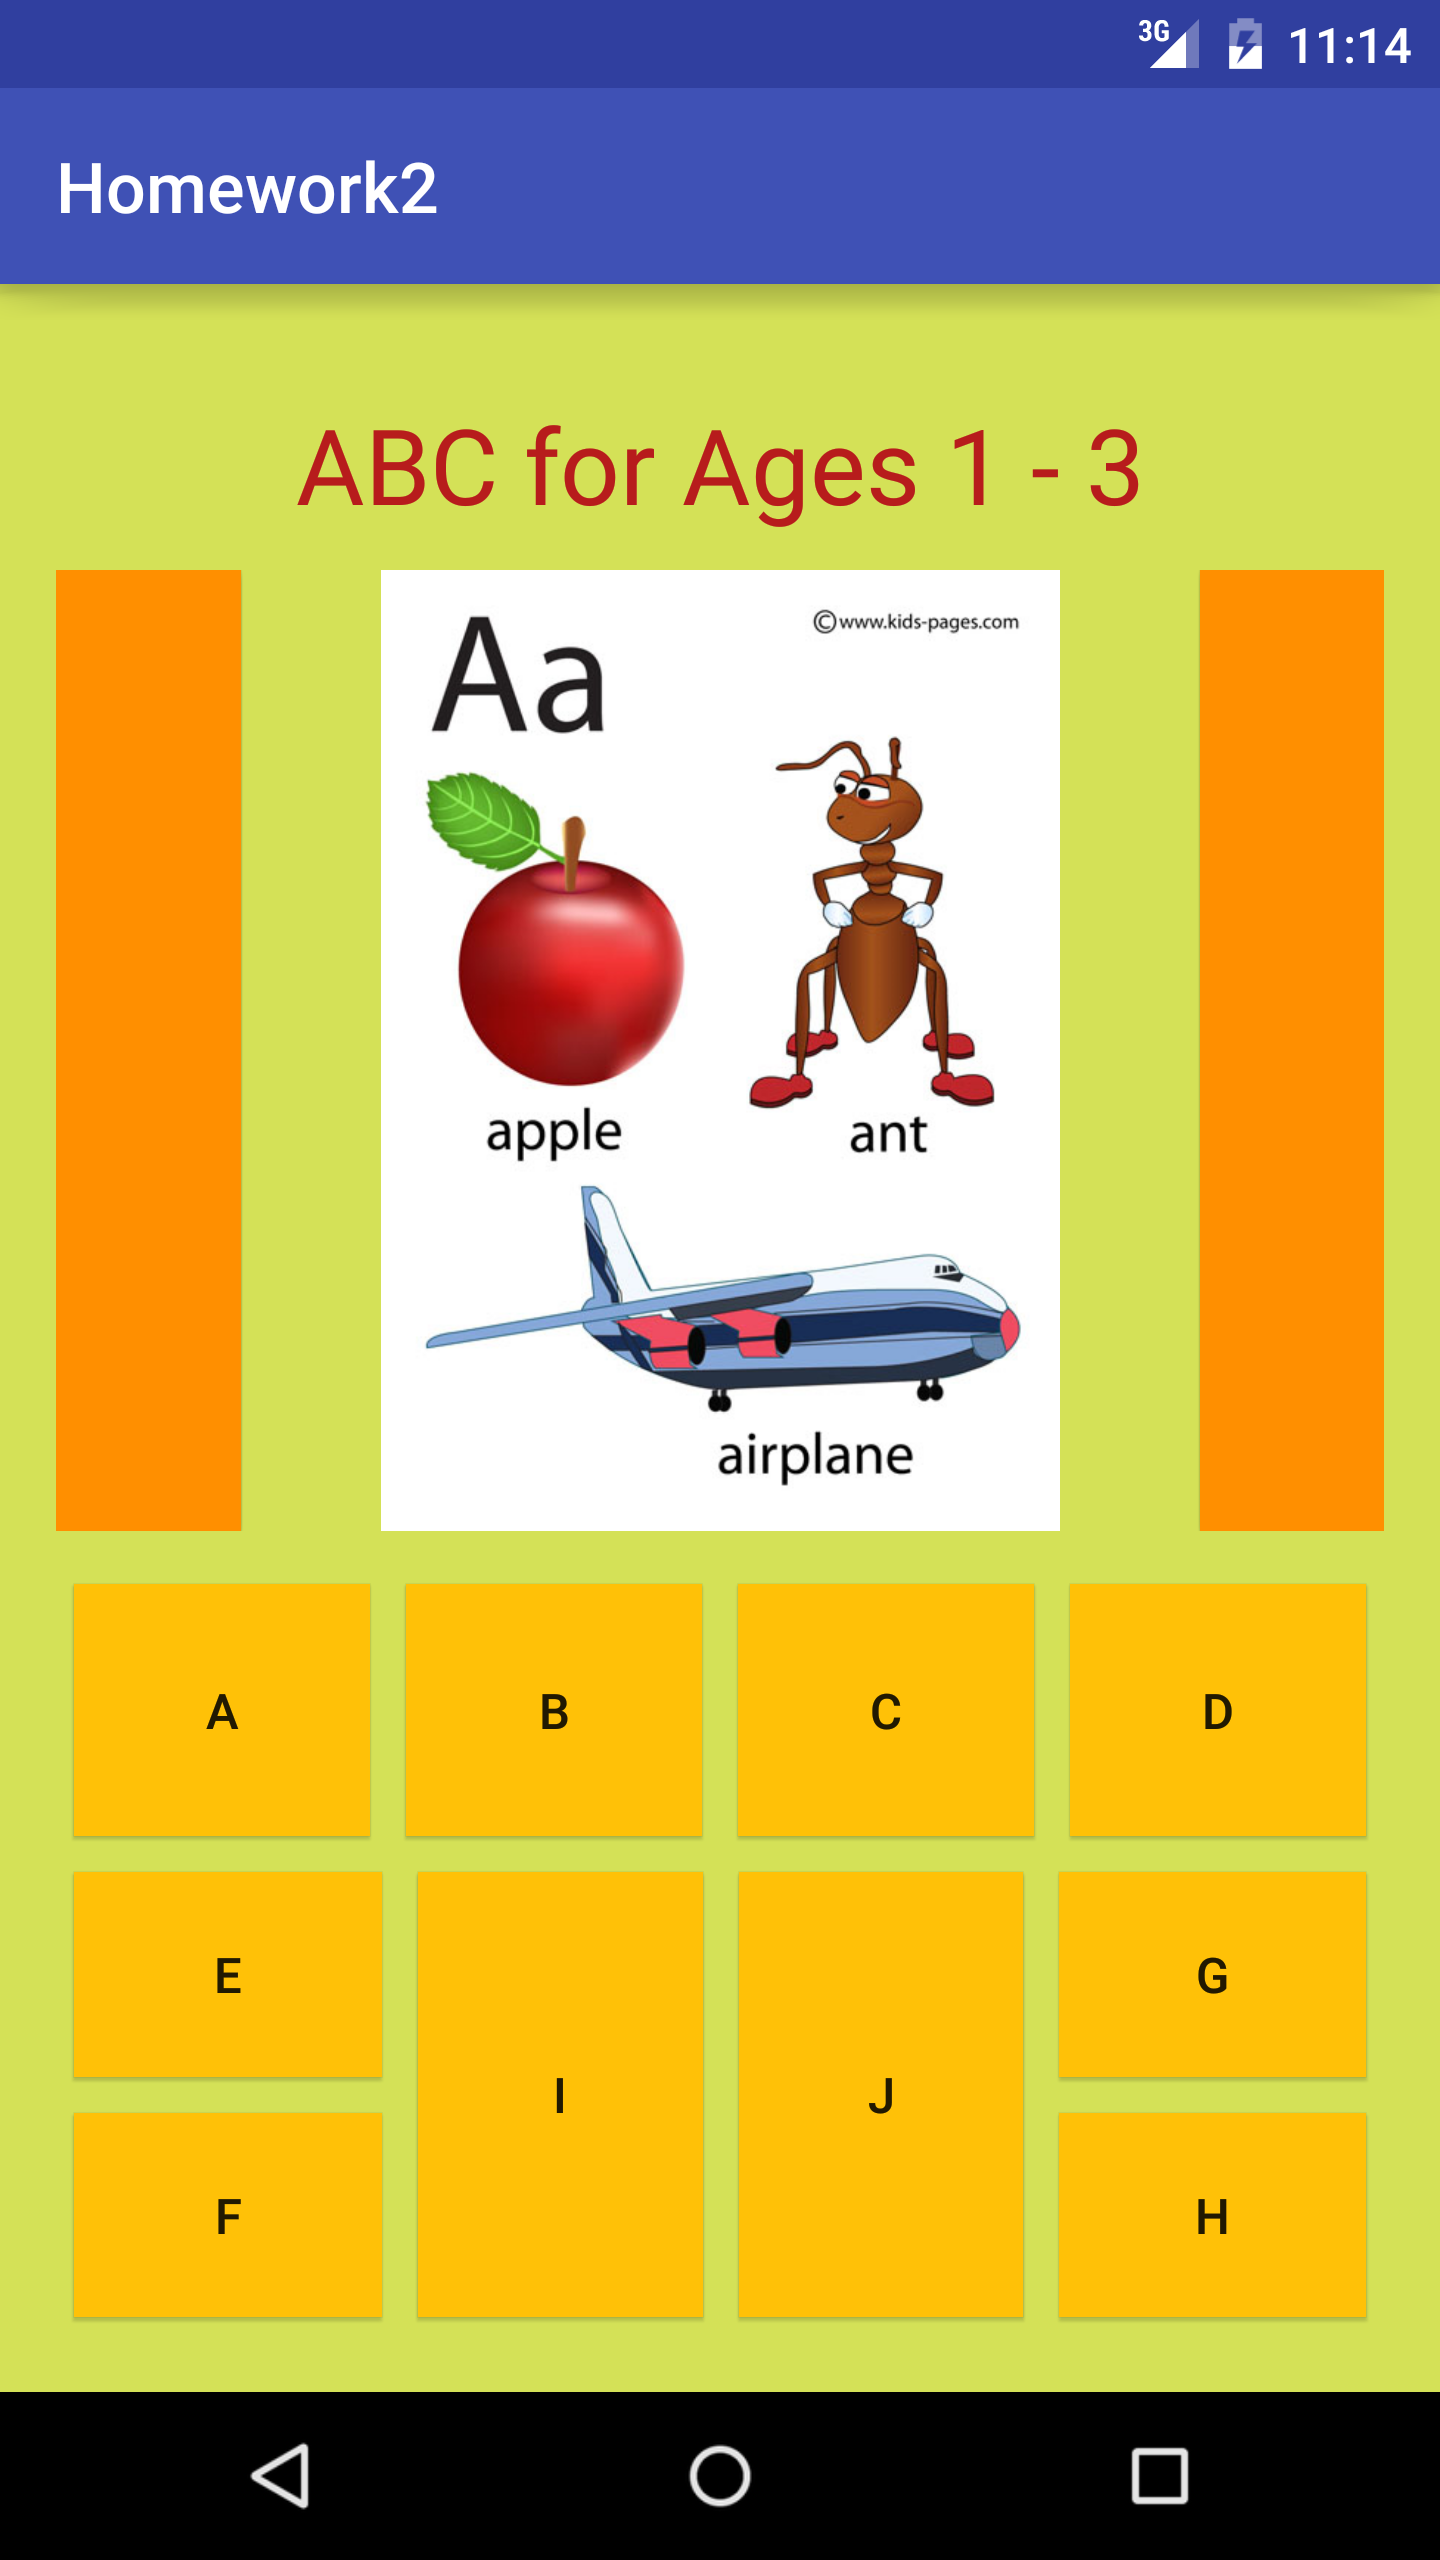 3G 11:14
Homework2
ABC for Ages 1 - 3
Aa
©www.kids-pages.com
apple
ant
airplane
A B C D
E
I
J
G
F
H